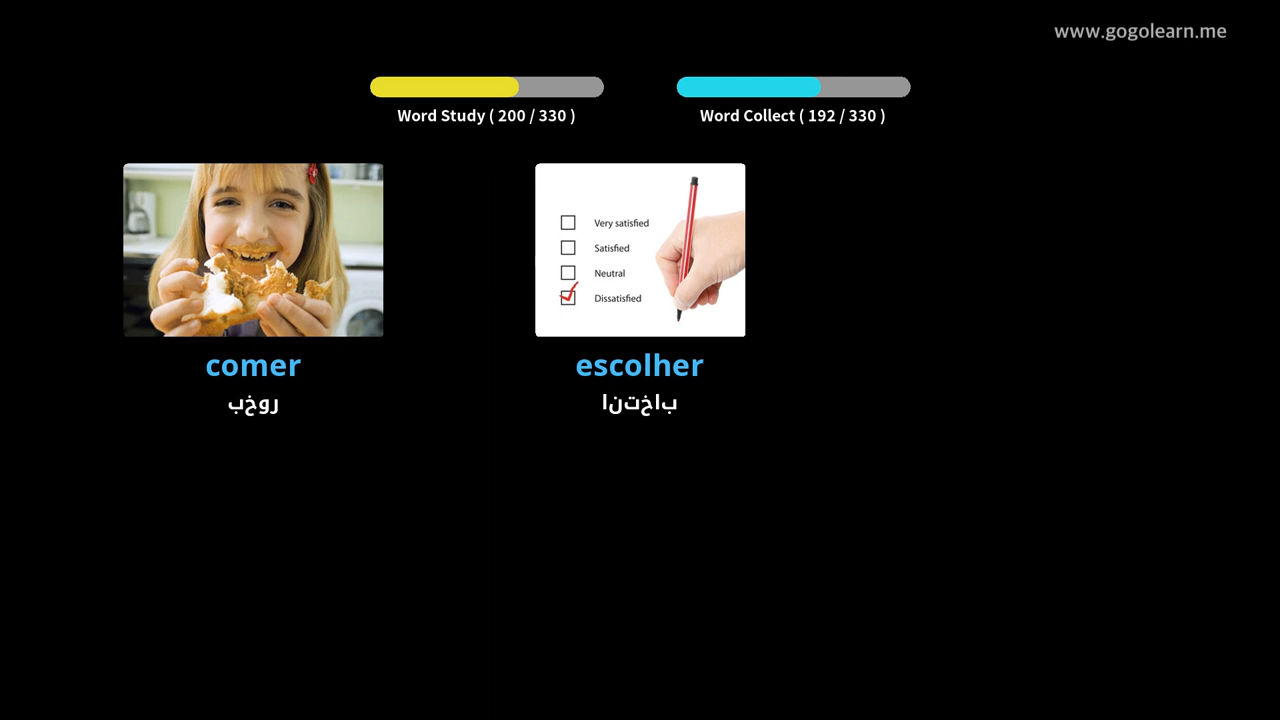 www.gogolearn.me
Word Study ( 200 / 330 )
Word Collect ( 192 / 330 )
Very satisfied
Satisfied
Neutral
Dissatisfied
comer
بخور
escolher
انتخاب